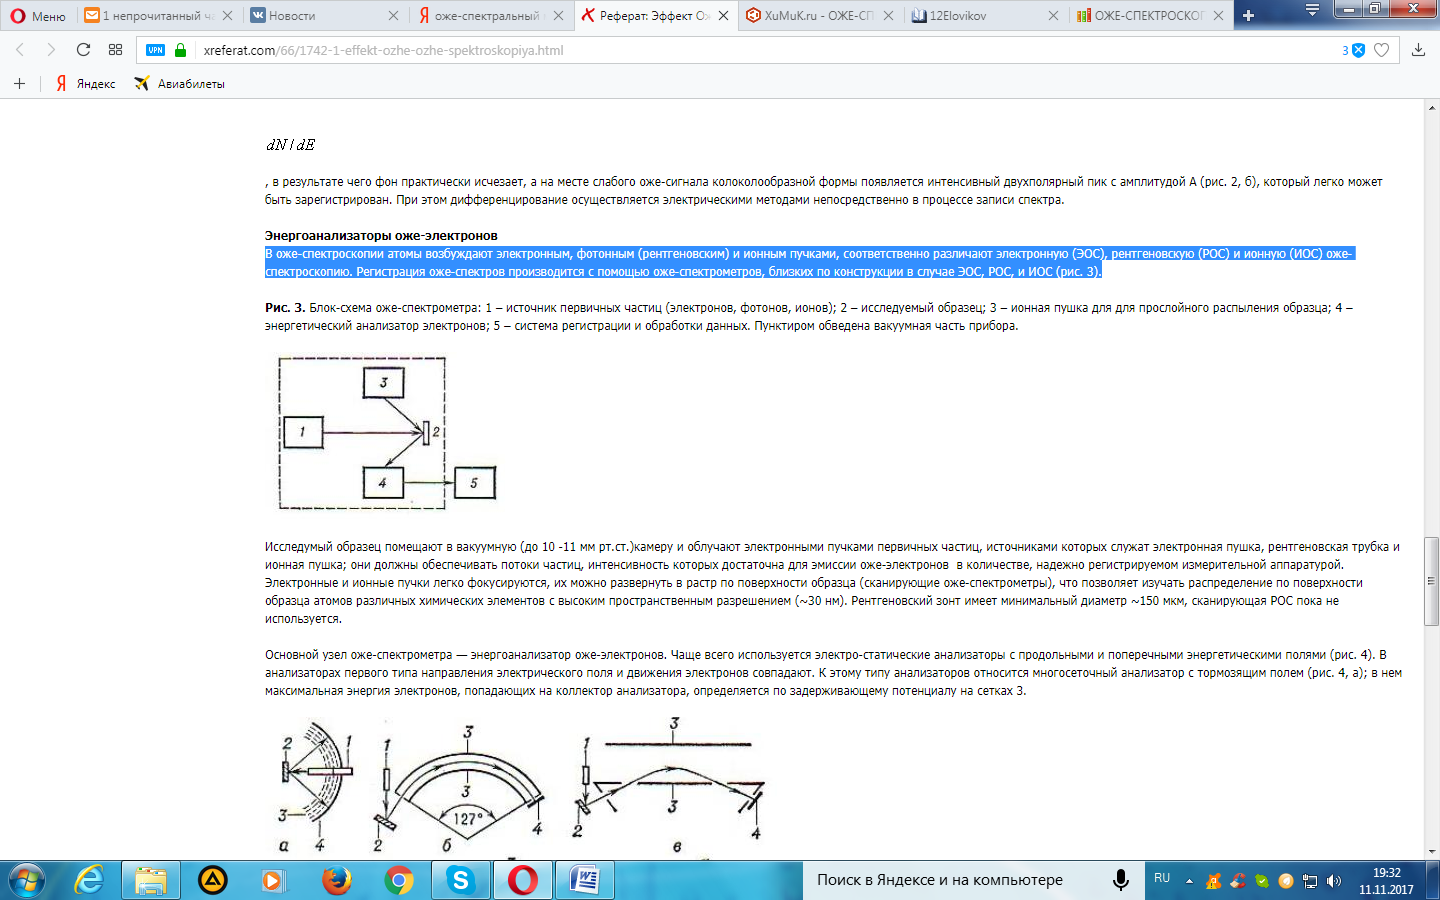 Меню
1 непрочитанный ча
Новости
оже-спектральный
Реферат: Эффект Ож
XuMuK.ru - ОЖЕ-СП
12Elovikov
ОЖЕ-СПЕКТРОСКОП
VPN
xreferat.com/66/1742-1-effekt-ozhe-ozhe-spektroskopiya.html
3
Яндекс
Авиабилеты
dN / dE
, в результате чего фон практически исчезает, а на месте слабого оже-сигнала колоколообразной формы появляется интенсивный двухполярный пик с амплитудой А (рис. 2, б), который легко может
быть зарегистрирован. При этом дифференцирование осуществляется электрическими методами непосредственно в процессе записи спектра.
Энергоанализаторы оже-электронов
В оже-спектроскопии атомы возбуждают электронным, фотонным (рентгеновским) и ионным пучками, соответственно различают электронную (ЭОС), рентгеновскую (РОС) и ионную (ИОС) оже-
спектроскопию. Регистрация оже-спектров производится с помощью оже-спектрометров, близких по конструкции в случае ЭОС, РОС, и ИОС (рис. 3).
Рис. 3. Блок-схема оже-спектрометра: 1 – источник первичных частиц (электронов, фотонов, ионов); 2 – исследуемый образец; 3 – ионная пушка для для прослойного распыления образца; 4 –
энергетический анализатор электронов; 5 – система регистрации и обработки данных. Пунктиром обведена вакуумная часть прибора.
3
1
2
4
5
Исследумый образец помещают в вакуумную (до 10 -11 мм рт.ст.)камеру и облучают электронными пучками первичных частиц, источниками которых служат электронная пушка, рентгеновская трубка и
ионная пушка; они должны обеспечивать потоки частиц, интенсивность которых достаточна для эмиссии оже-электронов  в количестве, надежно регистрируемом измерительной аппаратурой.
Электронные и ионные пучки легко фокусируются, их можно развернуть в растр по поверхности образца (сканирующие оже-спектрометры), что позволяет изучать распределение по поверхности
образца атомов различных химических элементов с высоким пространственным разрешением (~30 нм). Рентгеновский зонт имеет минимальный диаметр ~150 мкм, сканирующая РОС пока не
используется.
Основной узел оже-спектрометра — энергоанализатор оже-электронов. Чаще всего используется электро-статические анализаторы с продольными и поперечными энергетическими полями (рис. 4). В
анализаторах первого типа направления электрического поля и движения электронов совпадают. К этому типу анализаторов относится многосеточный анализатор с тормозящим полем (рис. 4, а); в нем
максимальная энергия электронов, попадающих на коллектор анализатора, определяется по задерживающему потенциалу на сетках 3.
2 1 3 4 а
1 3 3 127° 2 б 4
1 3 3 2 в 4
Поиск в Яндексе и на компьютере
RU
19:32
11.11.2017